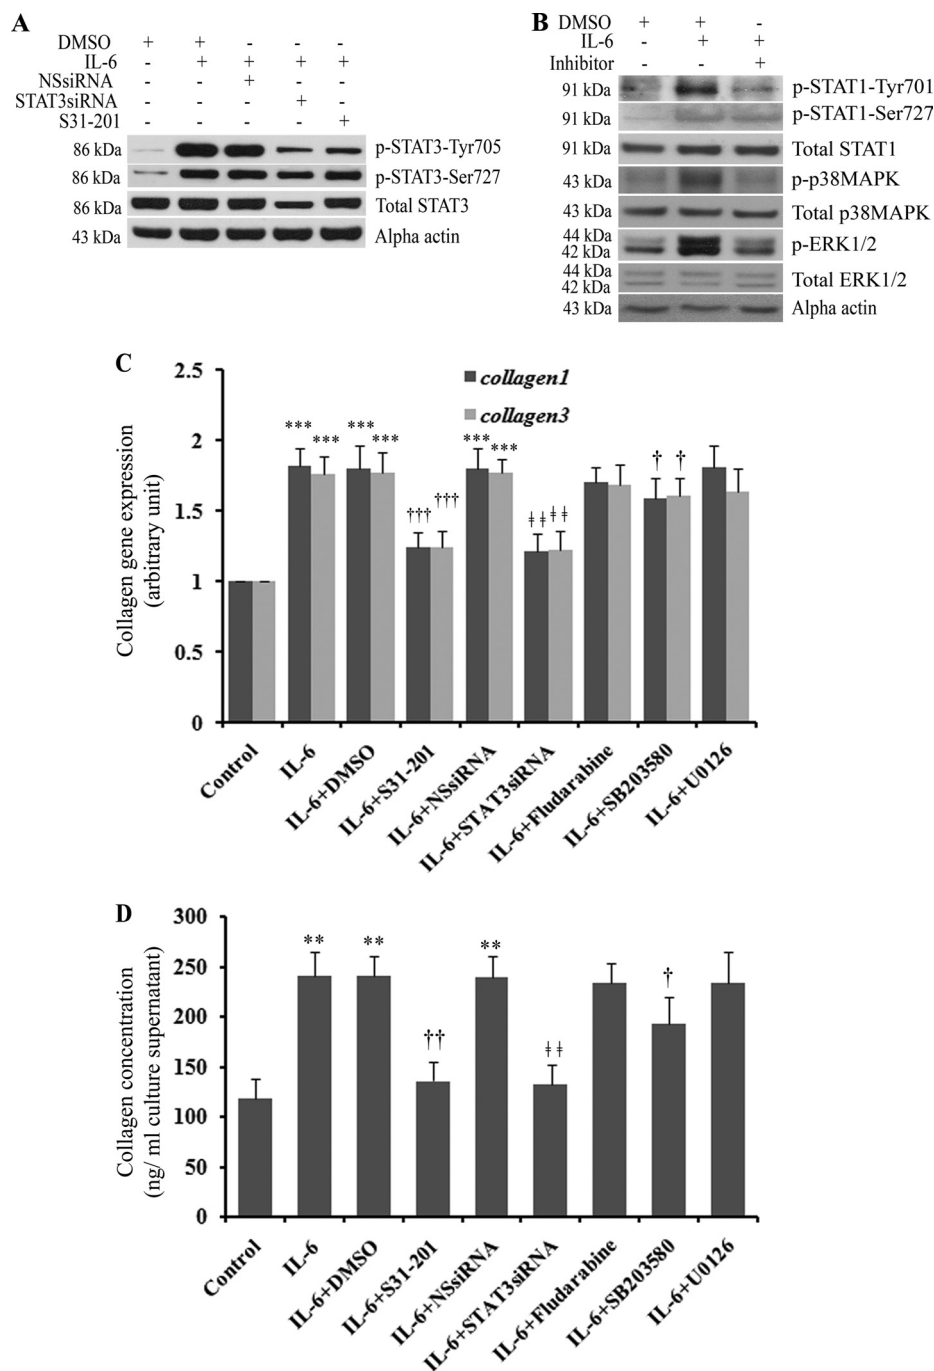 A
DMSO + + - - -
IL-6 - + + + +
NSsiRNA - - + - -
STAT3siRNA - - - + -
S31-201 - - - - +
86 kDa p-STAT3-Tyr705
86 kDa p-STAT3-Ser727
86 kDa Total STAT3
43 kDa Alpha actin
B
DMSO + + -
IL-6 - + +
Inhibitor - - +
91 kDa p-STAT1-Tyr701
91 kDa p-STAT1-Ser727
91 kDa Total STAT1
43 kDa p-p38MAPK
43 kDa Total p38MAPK
44 kDa
42 kDa p-ERK1/2
44 kDa
42 kDa Total ERK1/2
43 kDa Alpha actin
C
Collagen gene expression
(arbitrary unit)
2.5
2
1.5
1
0.5
0
collagen1
collagen3
*** *** *** *** ††† ††† *** *** ‡‡ ‡‡ † †
Control
IL-6
IL-6+DMSO
IL-6+S31-201
IL-6+NSsiRNA
IL-6+STAT3siRNA
IL-6+Fludarabine
IL-6+SB203580
IL-6+U0126
D
Collagen concentration
(ng/ ml culture supernatant)
300
250
200
150
100
50
0
** ** †† ** ‡‡ †
Control
IL-6
IL-6+DMSO
IL-6+S31-201
IL-6+NSsiRNA
IL-6+STAT3siRNA
IL-6+Fludarabine
IL-6+SB203580
IL-6+U0126